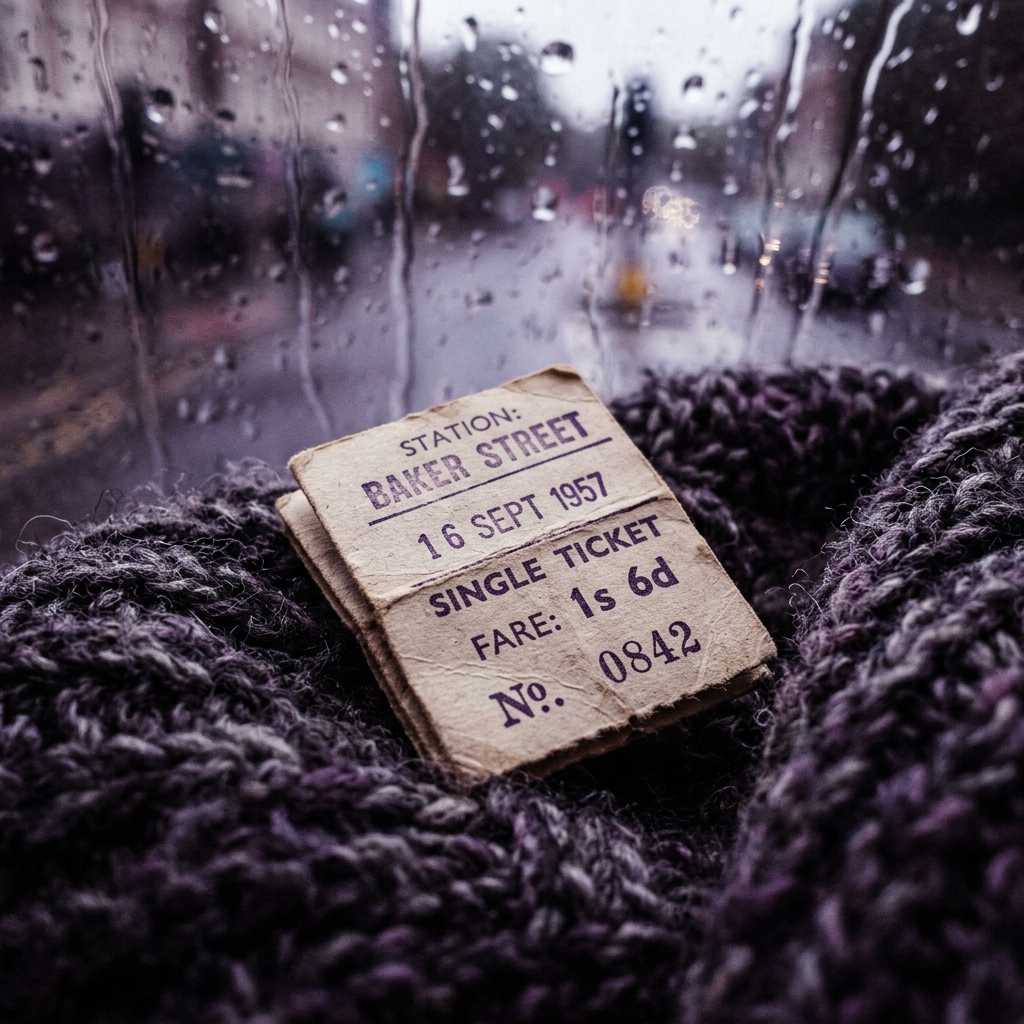 STATION:
BAKER STREET
16 SEPT 1957
SINGLE TICKET
FARE: 1s 6d
Nº. 0842